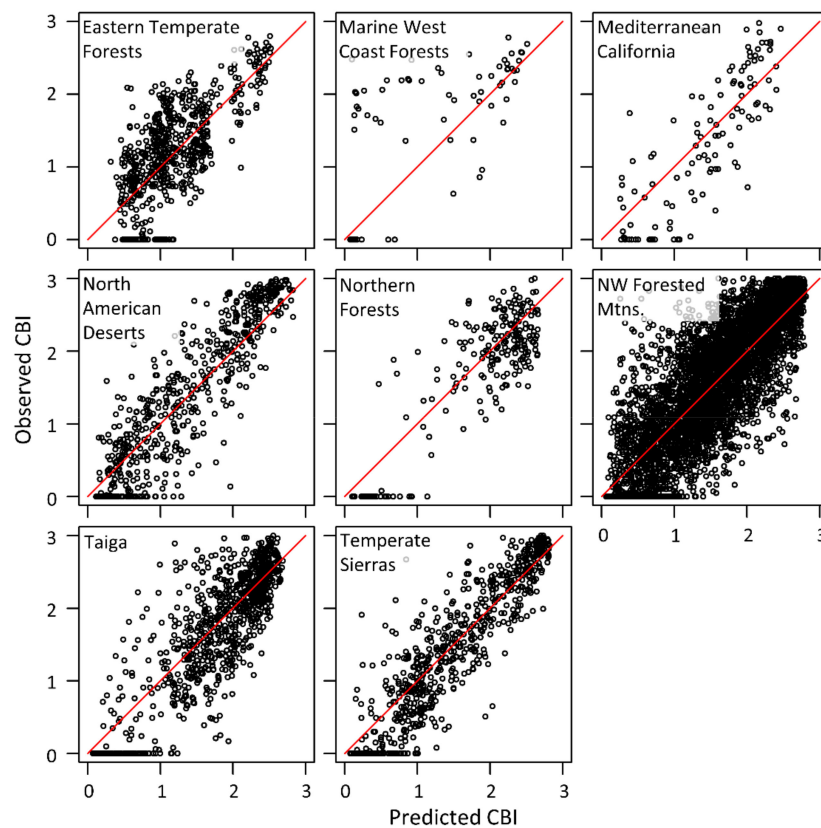 Eastern Temperate
Forests
Marine West
Coast Forests
Mediterranean
California
3
2
1
0
North
American
Deserts
Northern
Forests
NW Forested
Mtns.
3
2
1
0
Observed CBI
Taiga
Temperate
Sierras
3
2
1
0
0 1 2 3
0 1 2 3
0 1 2 3
Predicted CBI